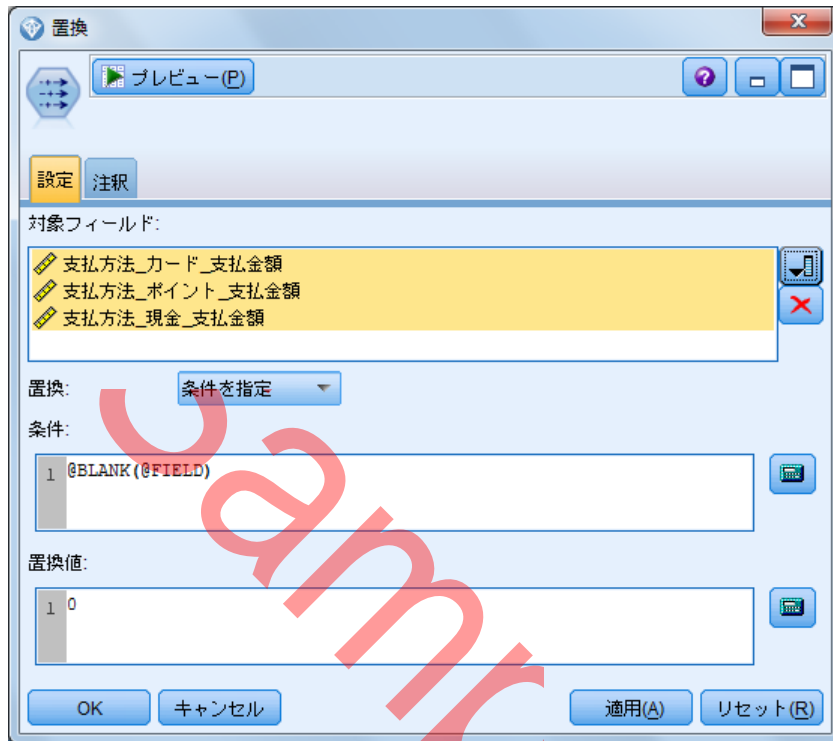 置換
プレビュー(P)
設定
注釈
対象フィールド:
支払方法_カード_支払金額
支払方法_ポイント_支払金額
支払方法_現金_支払金額
置換:
条件を指定
条件:
1 @BLANK(@FIELD)
置換値:
1 0
OK
キャンセル
適用(A)
リセット(R)